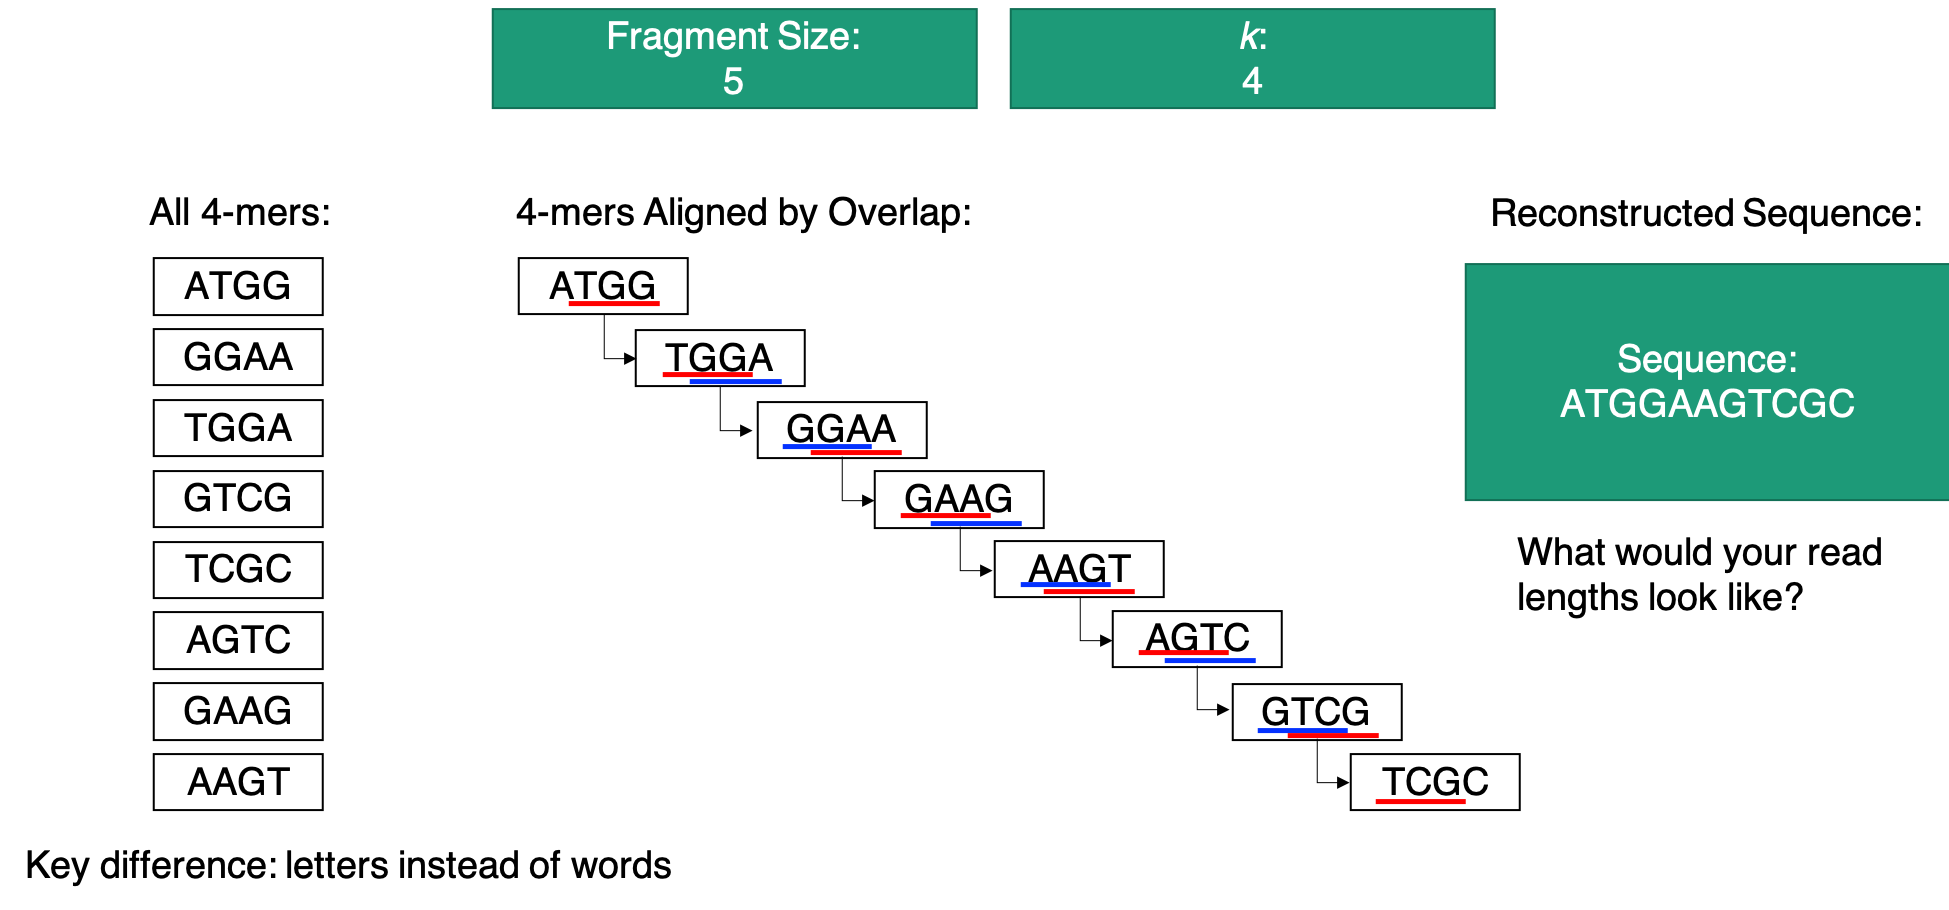 Fragment Size:
5
k:
4
All 4-mers:
4-mers Aligned by Overlap:
Reconstructed Sequence:
ATGG
GGAA
TGGA
GTCG
TCGC
AGTC
GAAG
AAGT
ATGG
TGGA
GGAA
GAAG
AAGT
AGTC
GTCG
TCGC
Sequence:
ATGGAAGTCGC
What would your read
lengths look like?
Key difference: letters instead of words